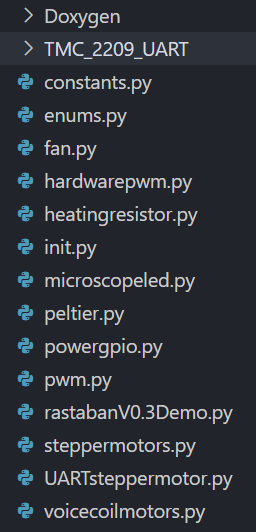 Doxygen
TMC_2209_UART
constants.py
enums.py
fan.py
hardwarepwm.py
heatingresistor.py
init.py
microscopeled.py
peltier.py
powergpio.py
pwm.py
rastabanV0.3Demo.py
steppermotors.py
UARTsteppermotor.py
voicecoilmotors.py